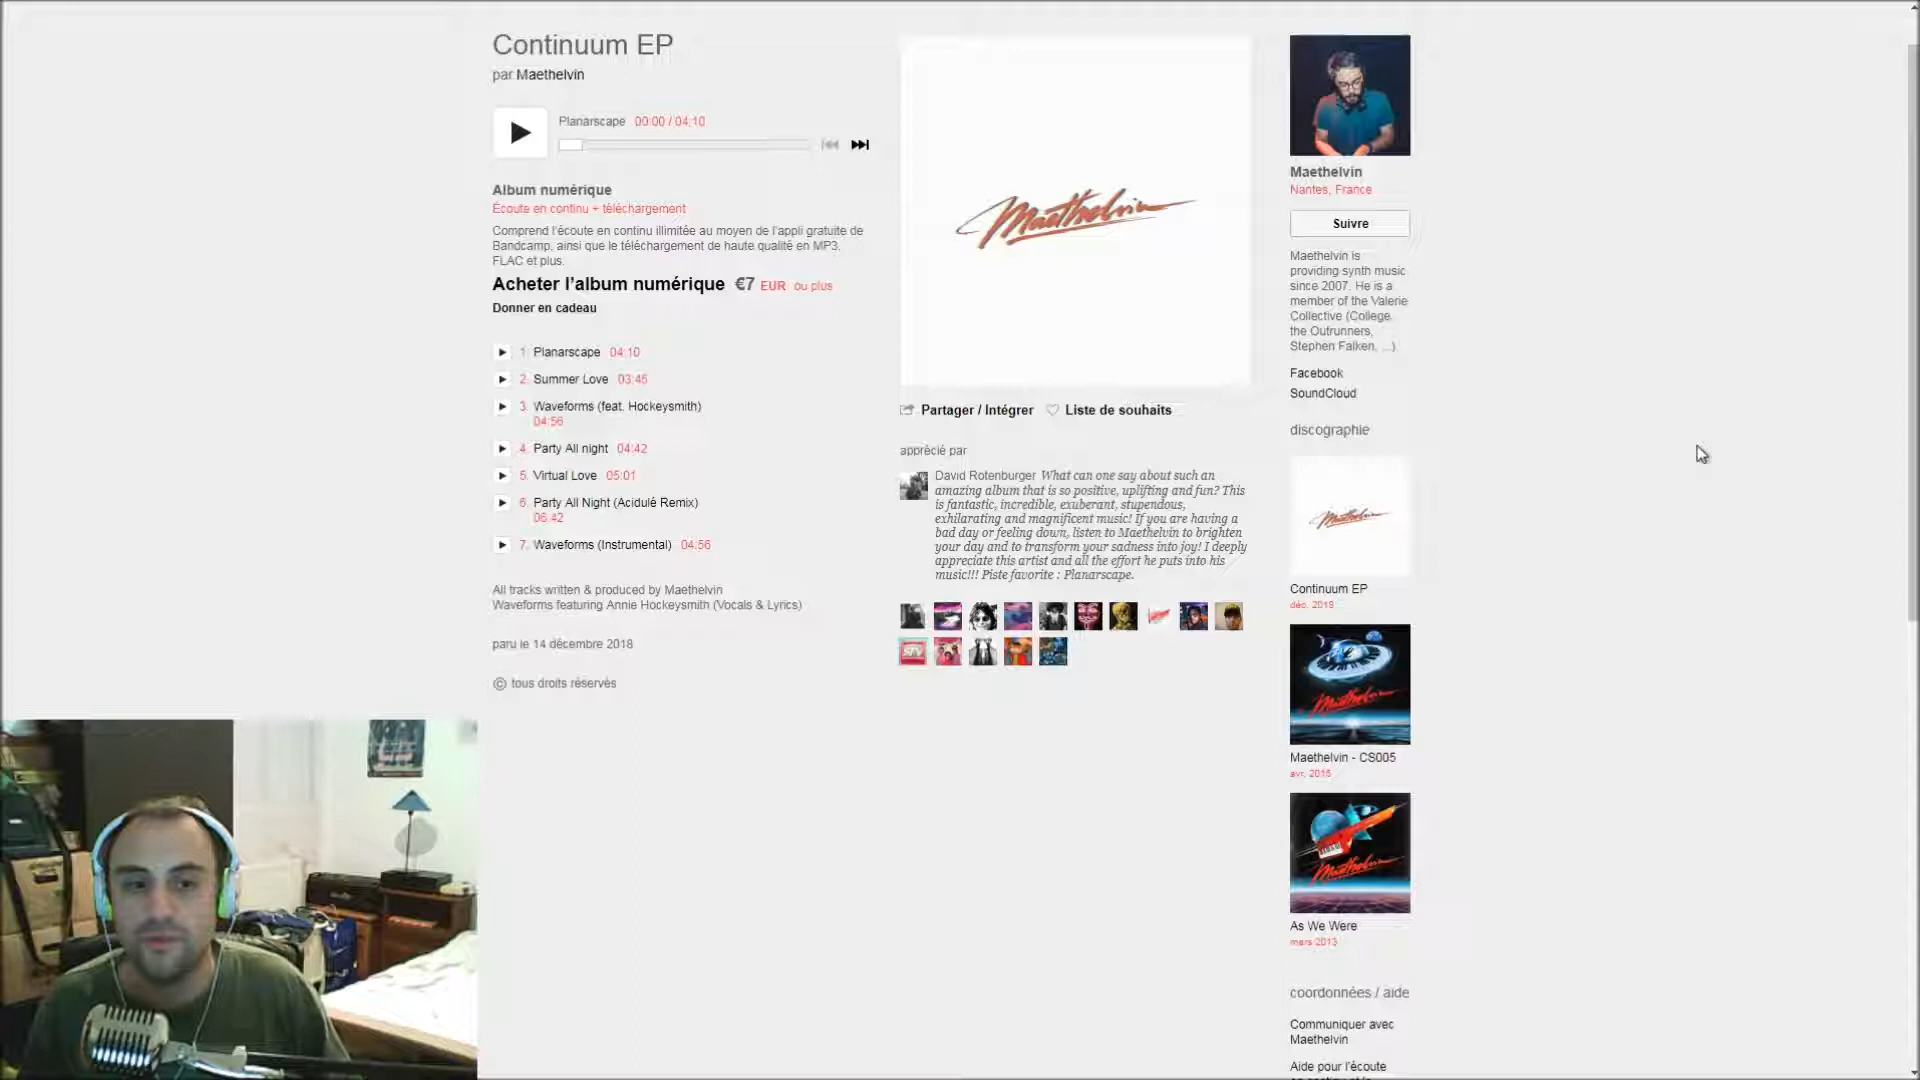 Continuum EP
par Maethelvin
Planarscape 00:00 / 04:10
Album numérique
Écoute en continu + téléchargement
Comprend l'écoute en continu illimitée au moyen de l'appli gratuite de
Bandcamp, ainsi que le téléchargement de haute qualité en MP3,
FLAC et plus.
Acheter l'album numérique €7 EUR ou plus
Donner en cadeau
1. Planarscape 04:10
2. Summer Love 03:45
3. Waveforms (feat. Hockeysmith)
04:56
4. Party All night 04:42
5. Virtual Love 05:01
6. Party All Night (Acidulé Remix)
06:42
7. Waveforms (Instrumental) 04:56
All tracks written & produced by Maethelvin
Waveforms featuring Annie Hockeysmith (Vocals & Lyrics)
paru le 14 décembre 2018
© tous droits réservés
Maethelvin
Partager / Intégrer Liste de souhaits
apprécié par
David Rotenburger What can one say about such an
amazing album that is so positive, uplifting and fun? This
is fantastic, incredible, exuberant, stupendous,
exhilarating and magnificent music! If you are having a
bad day or feeling down, listen to Maethelvin to brighten
your day and to transform your sadness into joy! I deeply
appreciate this artist and all the effort he puts into his
music!!! Piste favorite : Planarscape.
Maethelvin
Nantes, France
Suivre
Maethelvin is
providing synth music
since 2007. He is a
member of the Valerie
Collective (College,
the Outrunners,
Stephen Falken, ...)
Facebook
SoundCloud
discographie
Maethelvin
Continuum EP
déc. 2018
Maethelvin
Maethelvin - CS005
avr. 2015
Maethelvin
As We Were
mars 2013
coordonnées / aide
Communiquer avec
Maethelvin
Aide pour l'écoute